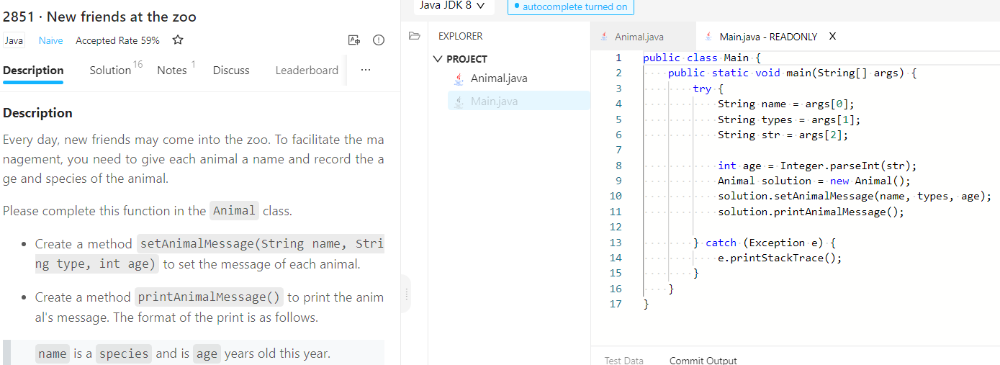 2851 · New friends at the zoo
Java Naive Accepted Rate 59%
Description Solution 16 Notes 1 Discuss Leaderboard ...
Description
Every day, new friends may come into the zoo. To facilitate the ma
nagement, you need to give each animal a name and record the a
ge and species of the animal.
Please complete this function in the Animal class.
• Create a method setAnimalMessage(String name, Stri
ng type, int age) to set the message of each animal.
• Create a method printAnimalMessage() to print the anim
al's message. The format of the print is as follows.
name is a species and is age years old this year.
Java JDK 8
autocomplete turned on
EXPLORER
PROJECT
Animal.java
Main.java
Animal.java Main.java - READONLY X
1 public class Main {
2 public static void main(String[] args) {
3 try {
4 String name = args[0];
5 String types = args[1];
6 String str = args[2];
7
8 int age = Integer.parseInt(str);
9 Animal solution = new Animal();
10 solution.setAnimalMessage(name, types, age);
11 solution.printAnimalMessage();
12
13 } catch (Exception e) {
14 e.printStackTrace();
15 }
16 }
17 }
Test Data Commit Output